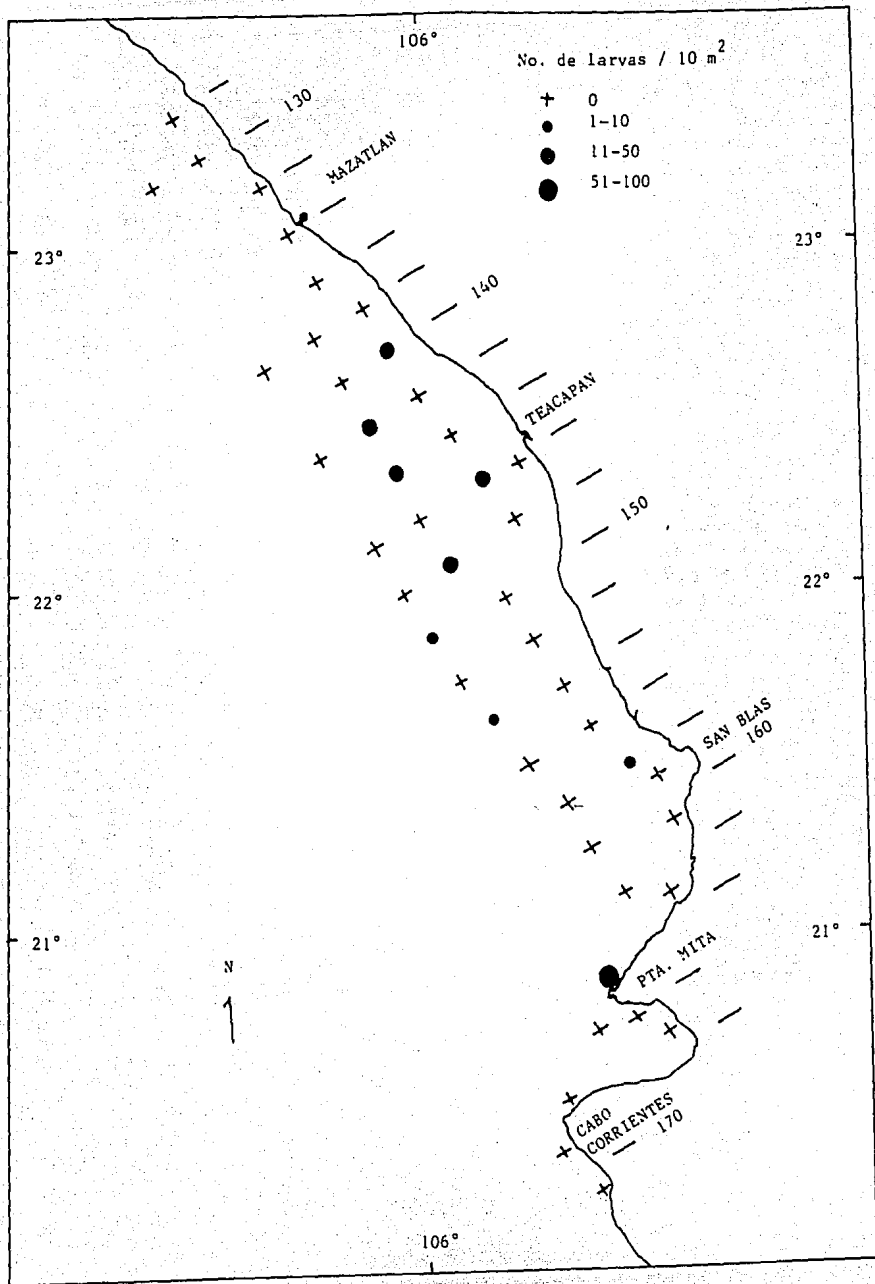 106°
No. de larvas / 10 m²
+ 0
● 1-10
● 11-50
● 51-100
130
MAZATLAN
23°
23°
140
TEACAPAN
150
22°
22°
SAN BLAS
160
21°
21°
N
PTA. MITA
CABO
CORRIENTES
170
106°